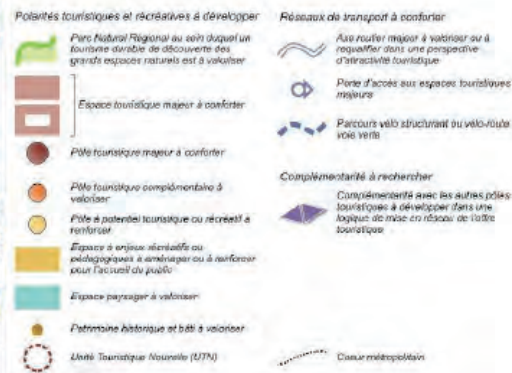 Polarités touristiques et récréatives à développer
Parc Naturel Régional au sein duquel un
tourisme durable de découverte des
grands espaces naturels est à valoriser
Espace touristique majeur à conforter
Pôle touristique majeur à conforter
Pôle touristique complémentaire à
valoriser
Pôle à potentiel touristique ou récréatif à
renforcer
Espace à enjeux récréatifs ou
pédagogiques à aménager ou à renforcer
pour l'accueil du public
Espace paysager à valoriser
Patrimoine historique et bâti à valoriser
Unité Touristique Nouvelle (UTN)
Réseaux de transport à conforter
Axe routier majeur à valoriser ou à
requalifier dans une perspective
d'attractivité touristique
Porte d'accès aux espaces touristiques
majeurs
Parcours vélo structurant ou vélo-route
voie verte
Complémentarité à rechercher
Complémentarité avec les autres pôles
touristiques à développer dans une
logique de mise en réseau de l'offre
touristique
Coeur métropolitain